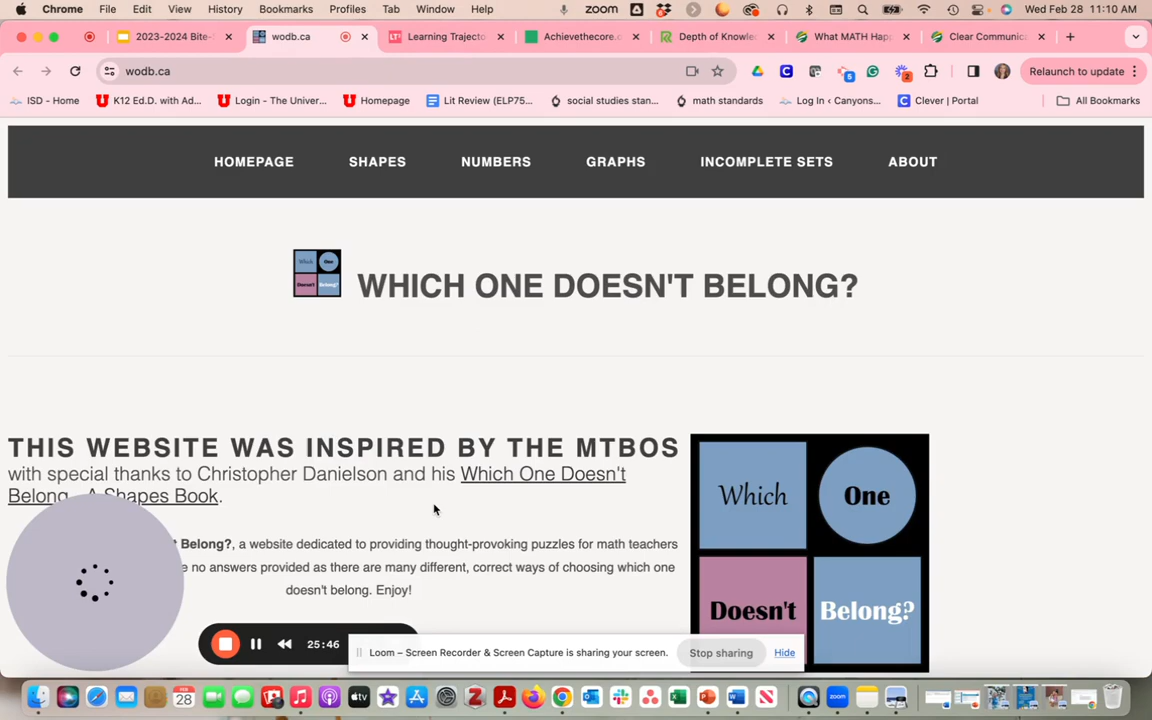 Chrome File Edit View History Bookmarks Profiles Tab Window Help zoom Wed Feb 28 11:10 AM
2023-2024 Bite- wodb.ca Learning Trajecto Achievethecore.o Depth of Knowle What MATH Hap Clear Communic
wodb.ca Relaunch to update
ISD - Home K12 Ed.D. with Ad... Login - The Univer... Homepage Lit Review (ELP75... social studies stan... math standards Log In ‹ Canyons... Clever | Portal All Bookmarks
HOMEPAGE SHAPES NUMBERS GRAPHS INCOMPLETE SETS ABOUT
Which One
Doesn't Belong?
WHICH ONE DOESN'T BELONG?
THIS WEBSITE WAS INSPIRED BY THE MTBOS
with special thanks to Christopher Danielson and his Which One Doesn't
Belong A Shapes Book.
t Belong?, a website dedicated to providing thought-provoking puzzles for math teachers
e no answers provided as there are many different, correct ways of choosing which one
doesn't belong. Enjoy!
Which One
Doesn't Belong?
25:46
Loom – Screen Recorder & Screen Capture is sharing your screen. Stop sharing Hide
FEB
28